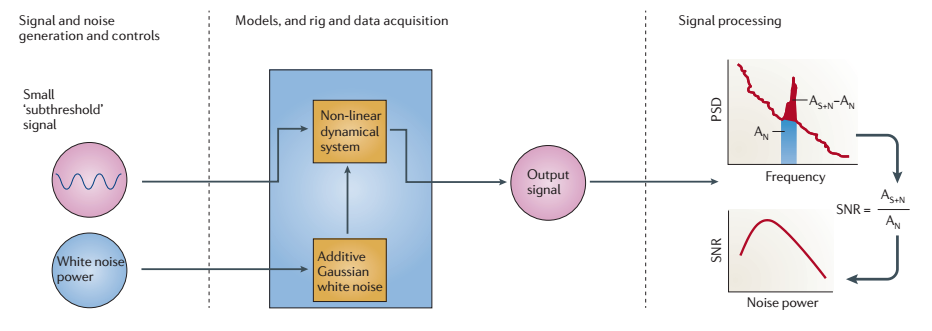 Signal and noise
generation and controls
Models, and rig and data acquisition
Signal processing
Small
'subthreshold'
signal
White noise
power
Non-linear
dynamical
system
Additive
Gaussian
white noise
Output
signal
PSD
A_S+N–A_N
A_N
Frequency
SNR = A_S+N
A_N
SNR
Noise power